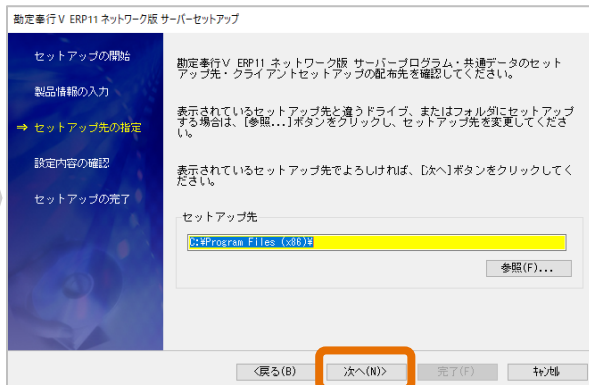 勘定奉行V ERP11 ネットワーク版 サーバーセットアップ
セットアップの開始
製品情報の入力
⇒ セットアップ先の指定
設定内容の確認
セットアップの完了
勘定奉行V ERP11 ネットワーク版 サーバープログラム・共通データのセット
アップ先・クライアントセットアップの配布先を確認してください。
表示されているセットアップ先と違うドライブ、またはフォルダにセットアップ
する場合は、[参照...]ボタンをクリックし、セットアップ先を変更してくださ
い。
表示されているセットアップ先でよろしければ、[次へ]ボタンをクリックしてく
ださい。
セットアップ先
C:¥Program Files (x86)¥
参照(F)...
<戻る(B)
次へ(N)>
完了(F)
ｷｬﾝｾﾙ